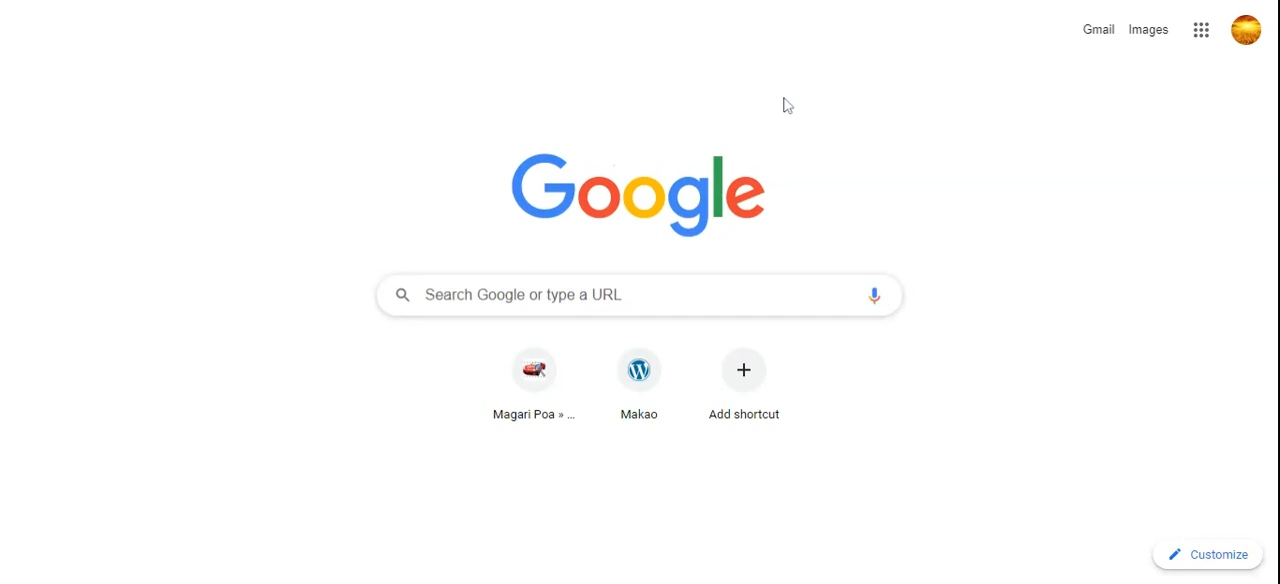 Gmail Images
Google
Search Google or type a URL
Magari Poa » ... Makao Add shortcut
Customize